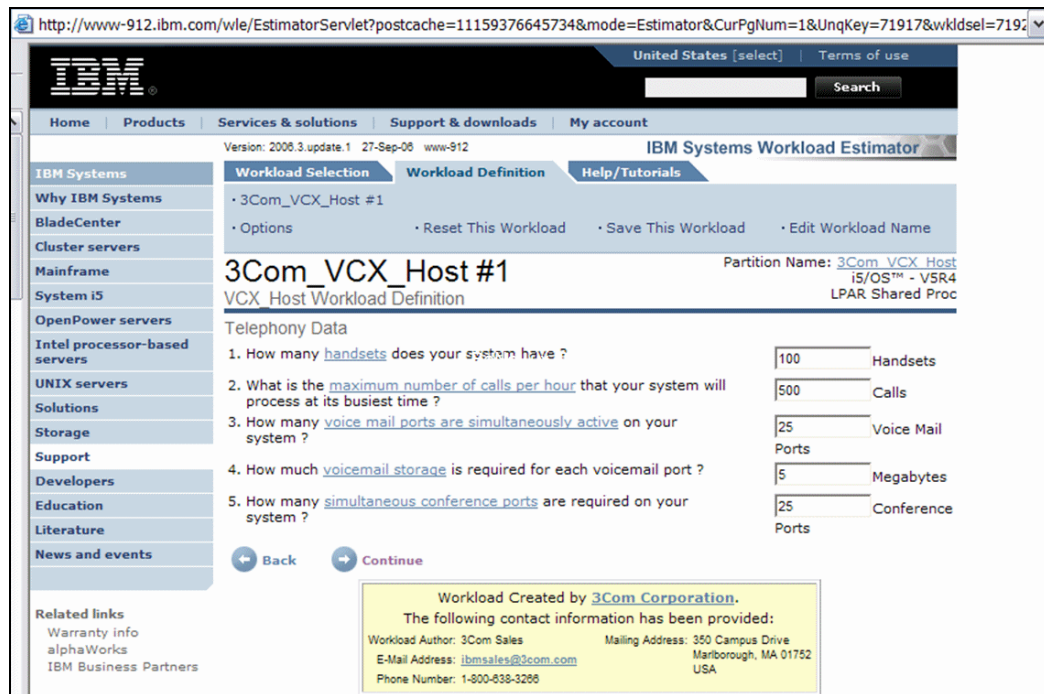 http://www-912.ibm.com/wle/EstimatorServlet?postcache=11159376645734&mode=Estimator&CurPgNum=1&UnqKey=71917&wkldsel=7192
United States [select] | Terms of use
IBM®
Search
Home | Products | Services & solutions | Support & downloads | My account
Version: 2006.3.update.1 27-Sep-06 www-912
IBM Systems Workload Estimator
Workload Selection Workload Definition Help/Tutorials
· 3Com_VCX_Host #1
· Options · Reset This Workload · Save This Workload · Edit Workload Name
IBM Systems
Why IBM Systems
BladeCenter
Cluster servers
Mainframe
System i5
OpenPower servers
Intel processor-based
servers
UNIX servers
Solutions
Storage
Support
Developers
Education
Literature
News and events
Related links
Warranty info
alphaWorks
IBM Business Partners
3Com_VCX_Host #1
VCX_Host Workload Definition
Partition Name: 3Com_VCX_Host
i5/OS™ - V5R4
LPAR Shared Proc
Telephony Data
1. How many handsets does your system have ?
100 Handsets
2. What is the maximum number of calls per hour that your system will
process at its busiest time ?
500 Calls
3. How many voice mail ports are simultaneously active on your
system ?
25 Voice Mail
Ports
4. How much voicemail storage is required for each voicemail port ?
5 Megabytes
5. How many simultaneous conference ports are required on your
system ?
25 Conference
Ports
Back Continue
Workload Created by 3Com Corporation.
The following contact information has been provided:
Workload Author: 3Com Sales
E-Mail Address: ibmsales@3com.com
Phone Number: 1-800-638-3266
Mailing Address: 350 Campus Drive
Marlborough, MA 01752
USA